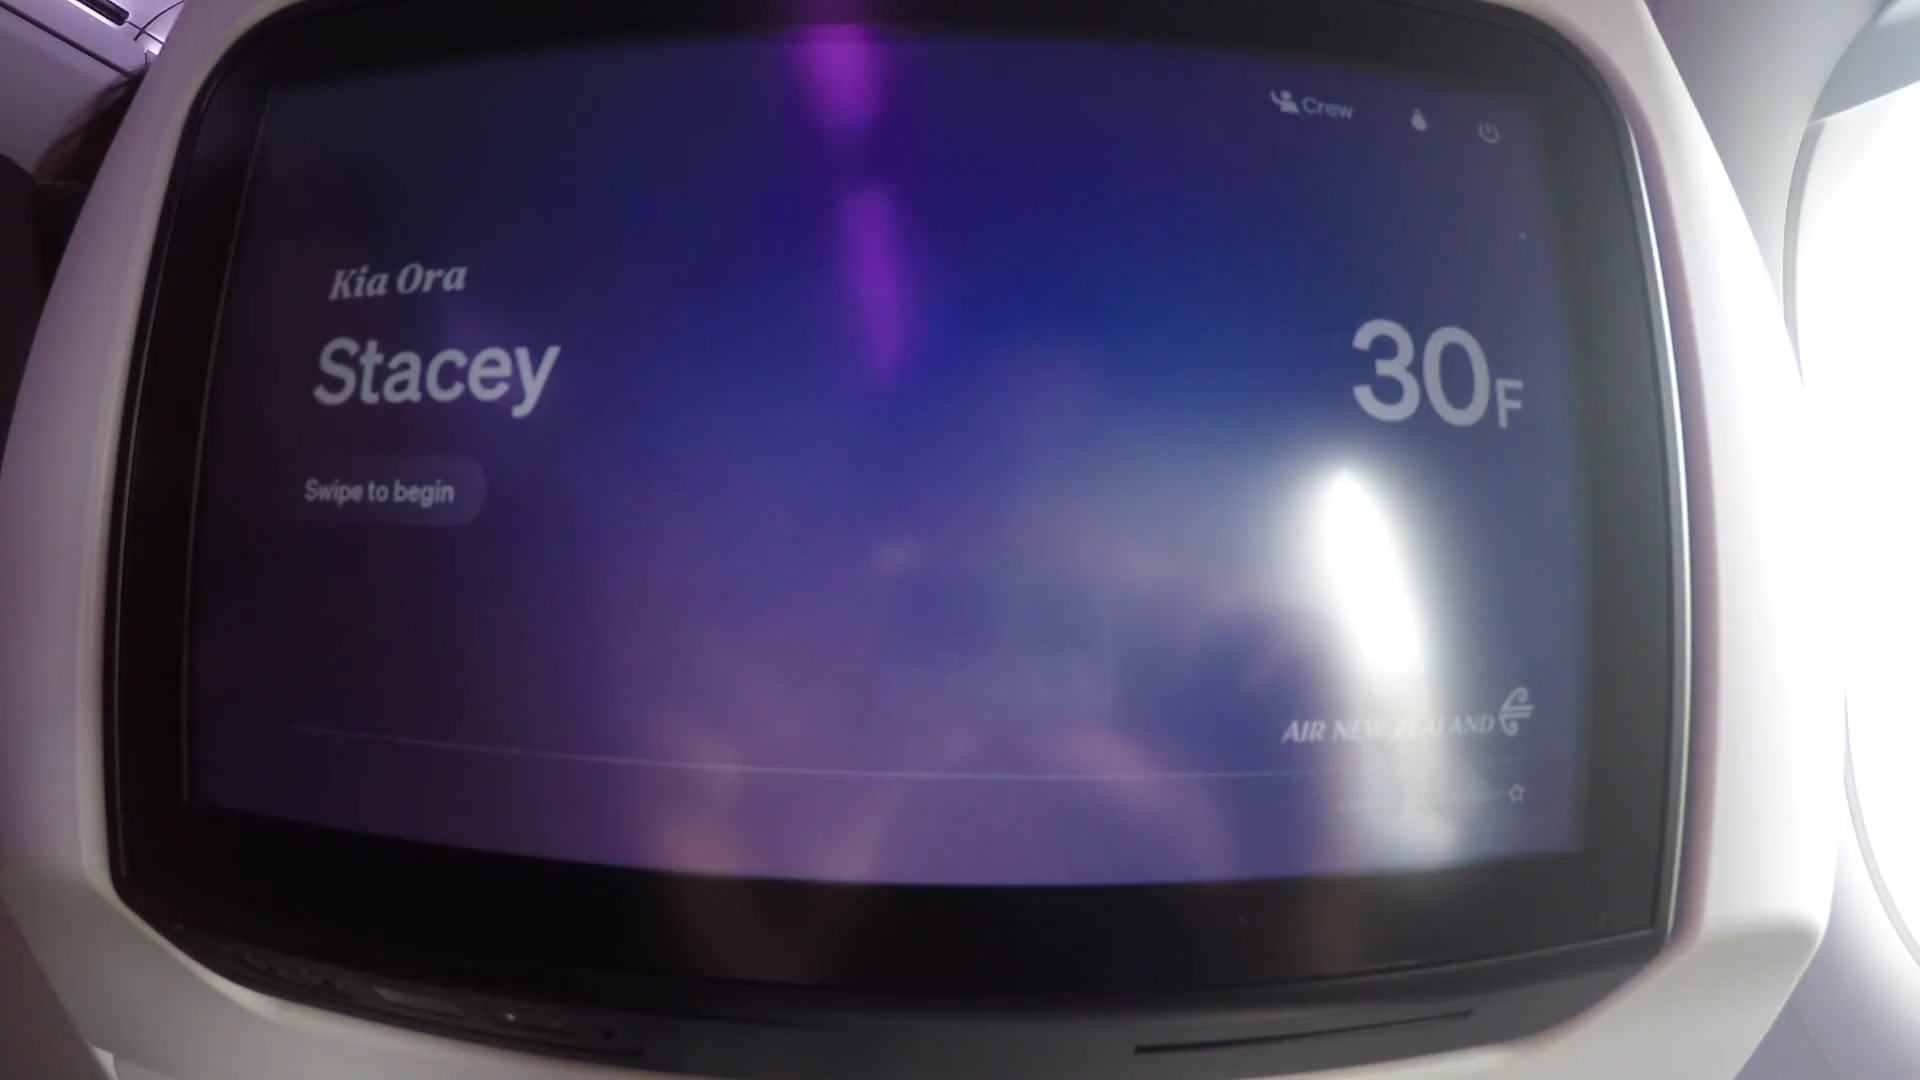 Crew
Kia Ora
Stacey
30F
Swipe to begin
AIR NEW ZEALAND